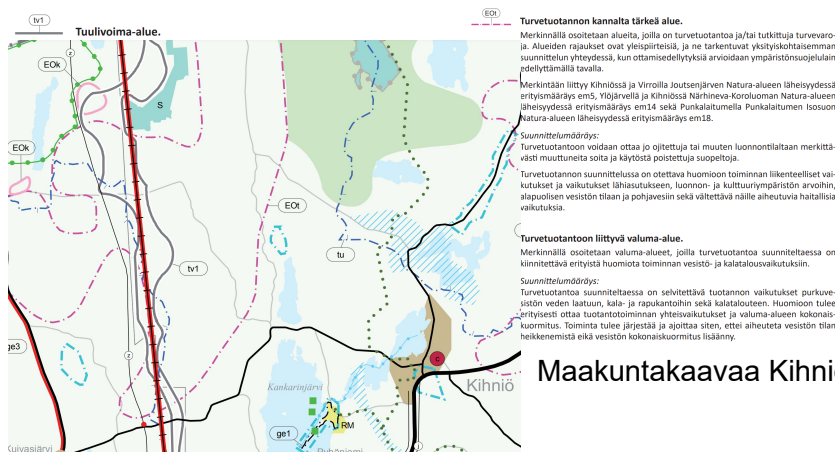 tv1
Tuulivoima-alue.
EOt
Turvetuotannon kannalta tärkeä alue.
Merkinnällä osoitetaan alueita, joilla on turvetuotantoa ja/tai tutkittuja turvevaro-
ja. Alueiden rajaukset ovat yleispiirteisiä, ja ne tarkentuvat yksityiskohtaisemman
suunnittelun yhteydessä, kun ottamisedellytyksiä arvioidaan ympäristönsuojelulain
edellyttämällä tavalla.
Merkintään liittyy Kihniössä ja Virroilla Joutsenjärven Natura-alueen läheisyydessä
erityismääräys em5, Ylöjärvellä ja Kihniössä Närhineva-Koroluoman Natura-alueen
läheisyydessä erityismääräys em14 sekä Punkalaitumella Punkalaitumen Isosuon
Natura-alueen läheisyydessä erityismääräys em18.
Suunnittelumääräys:
Turvetuotantoon voidaan ottaa jo ojitettuja tai muuten luonnontilaltaan merkittä-
västi muuttuneita soita ja käytöstä poistettuja suopeltoja.
Turvetuotannon suunnittelussa on otettava huomioon toiminnan liikenteelliset vai-
kutukset ja vaikutukset lähiasutukseen, luonnon- ja kulttuuriympäristön arvoihin,
alapuolisen vesistön tilaan ja pohjavesiin sekä vältettävä näille aiheutuvia haitallisia
vaikutuksia.
Turvetuotantoon liittyvä valuma-alue.
Merkinnällä osoitetaan valuma-alueet, joilla turvetuotantoa suunniteltaessa on
kiinnitettävä erityistä huomiota toiminnan vesistö- ja kalatalousvaikutuksiin.
Suunnittelumääräys:
Turvetuotantoa suunniteltaessa on selvitettävä tuotannon vaikutukset purkuve-
sistön veden laatuun, kala- ja rapukantoihin sekä kalatalouteen. Huomioon tulee
erityisesti ottaa tuotantotoiminnan yhteisvaikutukset ja valuma-alueen kokonais-
kuormitus. Toiminta tulee järjestää ja ajoittaa siten, ettei aiheuteta vesistön tilan
heikkenemistä eikä vesistön kokonaiskuormitus lisäänny.
Maakuntakaavaa Kihniö
z
EOk
S
EOk
EOt
tu
tv1
z
ge3
c
Kihniö
Kankarinjärvi
RM
ge1
Kuivasjärvi